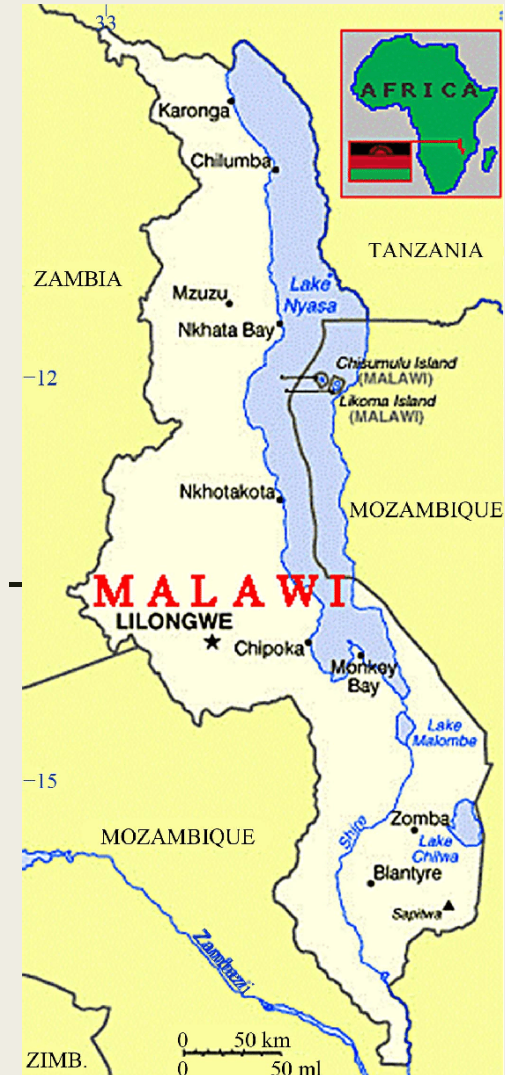 33
AFRICA
Karonga
Chilumba
TANZANIA
ZAMBIA
Lake
Nyasa
Mzuzu
Nkhata Bay
Chisumulu Island
(MALAWI)
−12
Likoma Island
(MALAWI)
Nkhotakota
MOZAMBIQUE
MALAWI
LILONGWE
Chipoka
Monkey
Bay
Lake
Malombe
−15
Zomba
Shire
Lake
Chilwa
MOZAMBIQUE
Blantyre
Sapitwa
0 50 km
0 50 ml
ZIMB.